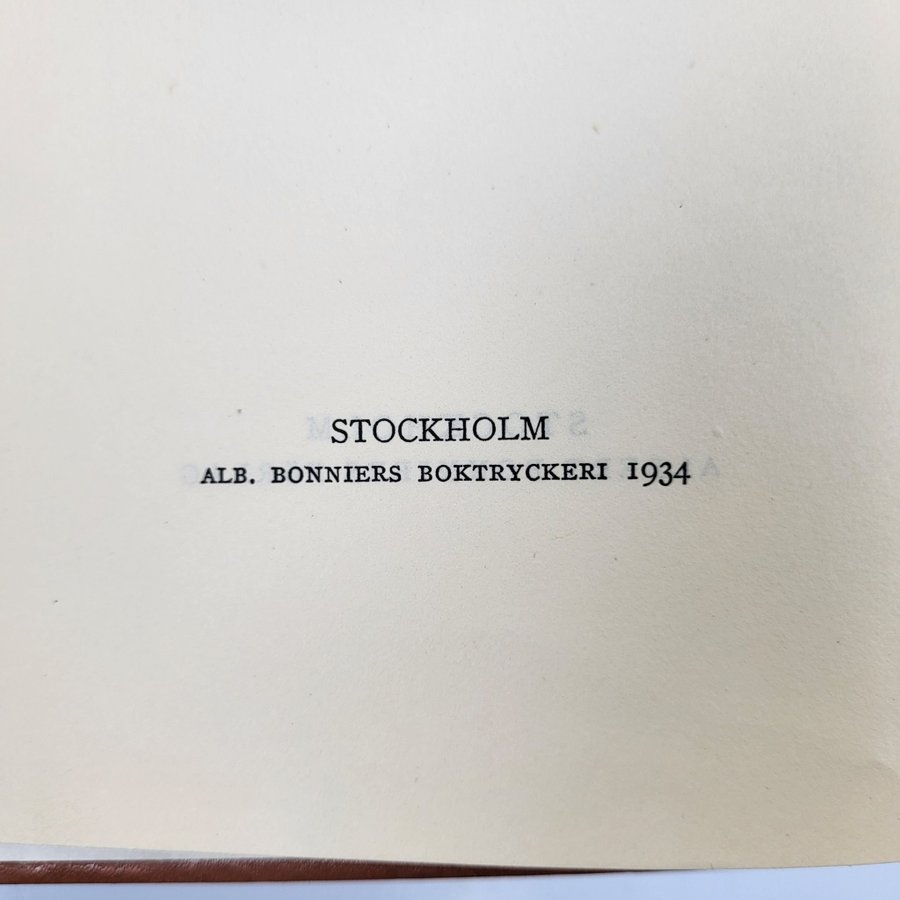 STOCKHOLM
ALB. BONNIERS BOKTRYCKERI 1934